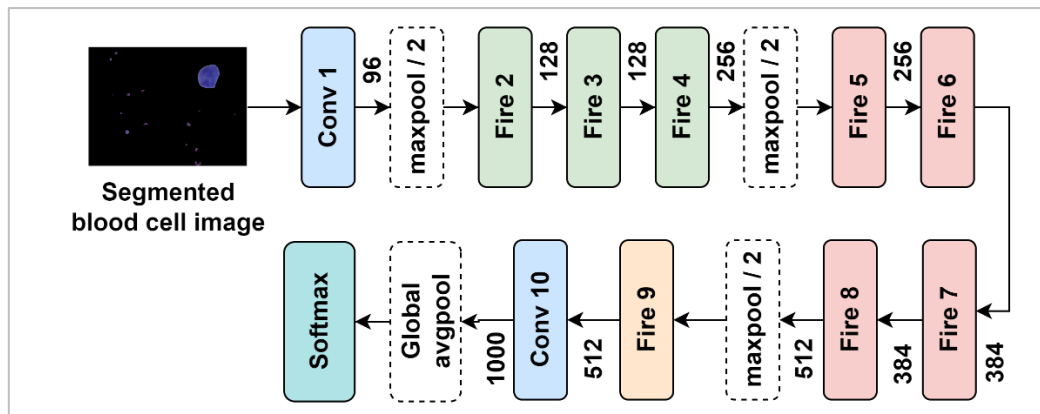 Conv 1
96
maxpool / 2
Fire 2
128
Fire 3
128
Fire 4
256
maxpool / 2
Fire 5
256
Fire 6
Segmented
blood cell image
384
Fire 7
384
Fire 8
512
maxpool / 2
Fire 9
512
Conv 10
1000
Global
avgpool
Softmax